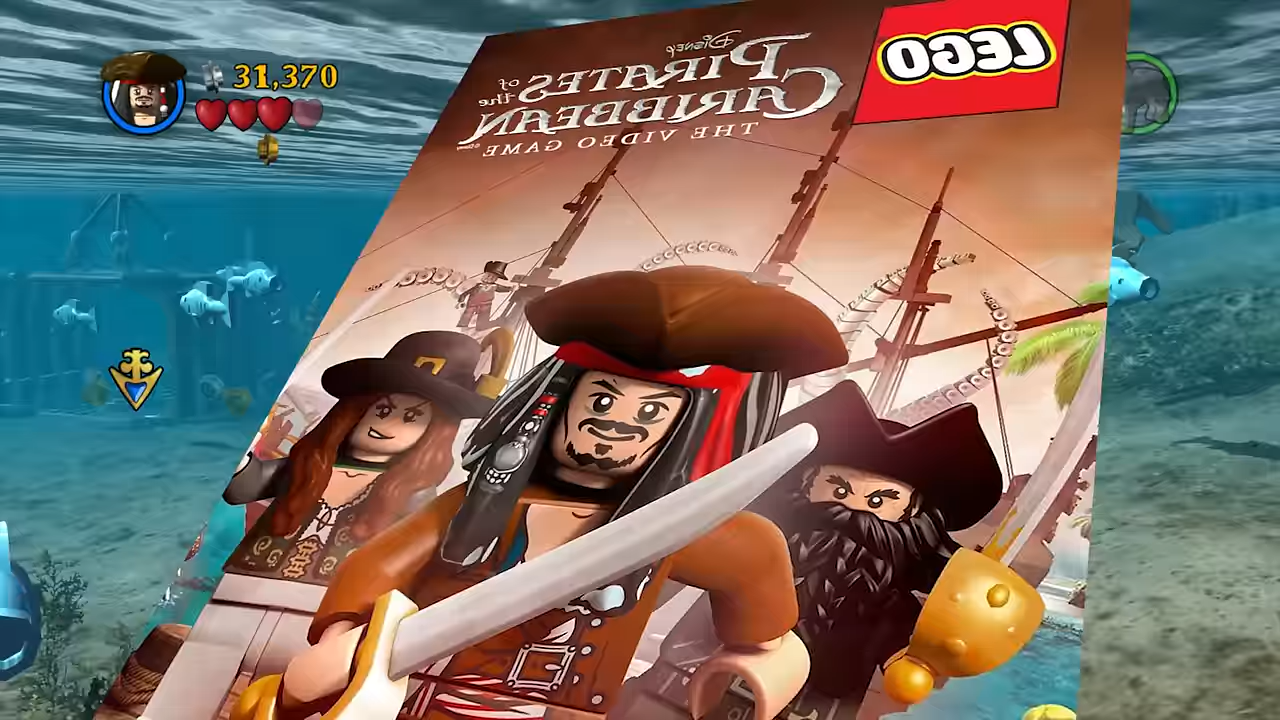 31,370
LEGO
Disney
PIRATES of
the
CARIBBEAN
THE VIDEO GAME